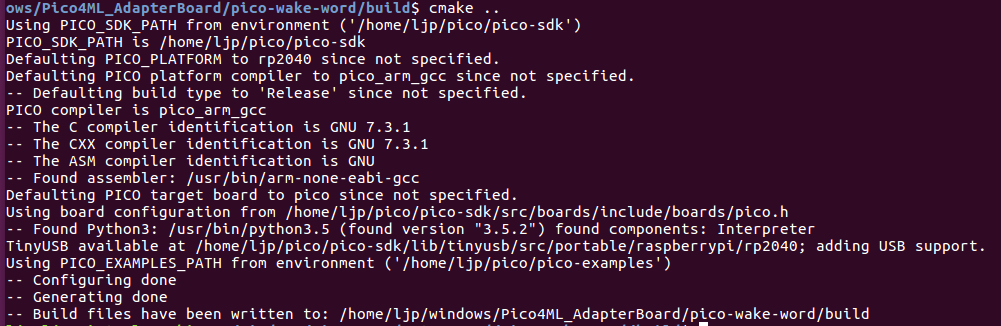 ows/Pico4ML_AdapterBoard/pico-wake-word/build$ cmake ..
Using PICO_SDK_PATH from environment ('/home/ljp/pico/pico-sdk')
PICO_SDK_PATH is /home/ljp/pico/pico-sdk
Defaulting PICO_PLATFORM to rp2040 since not specified.
Defaulting PICO platform compiler to pico_arm_gcc since not specified.
-- Defaulting build type to 'Release' since not specified.
PICO compiler is pico_arm_gcc
-- The C compiler identification is GNU 7.3.1
-- The CXX compiler identification is GNU 7.3.1
-- The ASM compiler identification is GNU
-- Found assembler: /usr/bin/arm-none-eabi-gcc
Defaulting PICO target board to pico since not specified.
Using board configuration from /home/ljp/pico/pico-sdk/src/boards/include/boards/pico.h
-- Found Python3: /usr/bin/python3.5 (found version "3.5.2") found components: Interpreter
TinyUSB available at /home/ljp/pico/pico-sdk/lib/tinyusb/src/portable/raspberrypi/rp2040; adding USB support.
Using PICO_EXAMPLES_PATH from environment ('/home/ljp/pico/pico-examples')
-- Configuring done
-- Generating done
-- Build files have been written to: /home/ljp/windows/Pico4ML_AdapterBoard/pico-wake-word/build